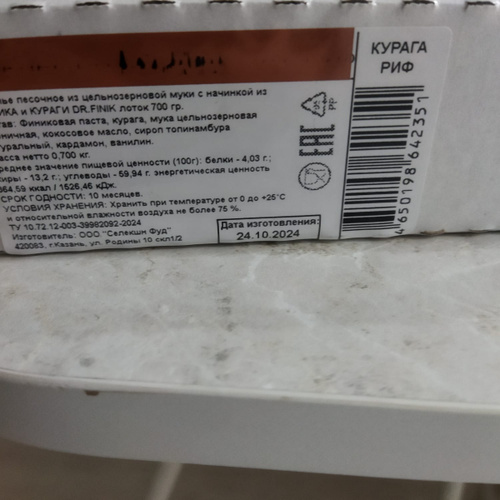 КУРАГА
РИФ
ье песочное из цельнозерновой муки с начинкой из
ИКА и КУРАГИ DR.FINIK лоток 700 гр.
тав: Финиковая паста, курага, мука цельнозерновая
ничная, кокосовое масло, сироп топинамбура
туральный, кардамон, ванилин.
асса нетто 0,700 кг.
реднее значение пищевой ценности (100г): белки - 4,03 г.;
иры - 13,2 г.; углеводы - 59,94 г. энергетическая ценность
364,59 ккал / 1526,46 кДж.
СРОК ГОДНОСТИ: 10 месяцев.
УСЛОВИЯ ХРАНЕНИЯ: Хранить при температуре от 0 до +25°С
и относительной влажности воздуха не более 75 %.
ТУ 10.72.12-003-39982092-2024
Изготовитель: ООО "Селекшн Фуд"
420083, г.Казань, ул. Родины 10 скл1/2
Дата изготовления:
24.10.2024
PP
EAC
4650198642351